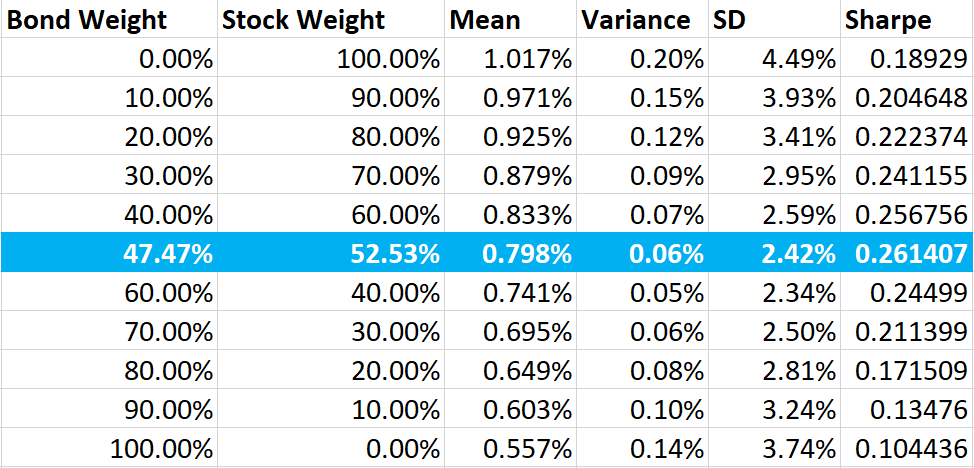 Bond Weight Stock Weight Mean Variance SD Sharpe
0.00% 100.00% 1.017% 0.20% 4.49% 0.18929
10.00% 90.00% 0.971% 0.15% 3.93% 0.204648
20.00% 80.00% 0.925% 0.12% 3.41% 0.222374
30.00% 70.00% 0.879% 0.09% 2.95% 0.241155
40.00% 60.00% 0.833% 0.07% 2.59% 0.256756
47.47% 52.53% 0.798% 0.06% 2.42% 0.261407
60.00% 40.00% 0.741% 0.05% 2.34% 0.24499
70.00% 30.00% 0.695% 0.06% 2.50% 0.211399
80.00% 20.00% 0.649% 0.08% 2.81% 0.171509
90.00% 10.00% 0.603% 0.10% 3.24% 0.13476
100.00% 0.00% 0.557% 0.14% 3.74% 0.104436